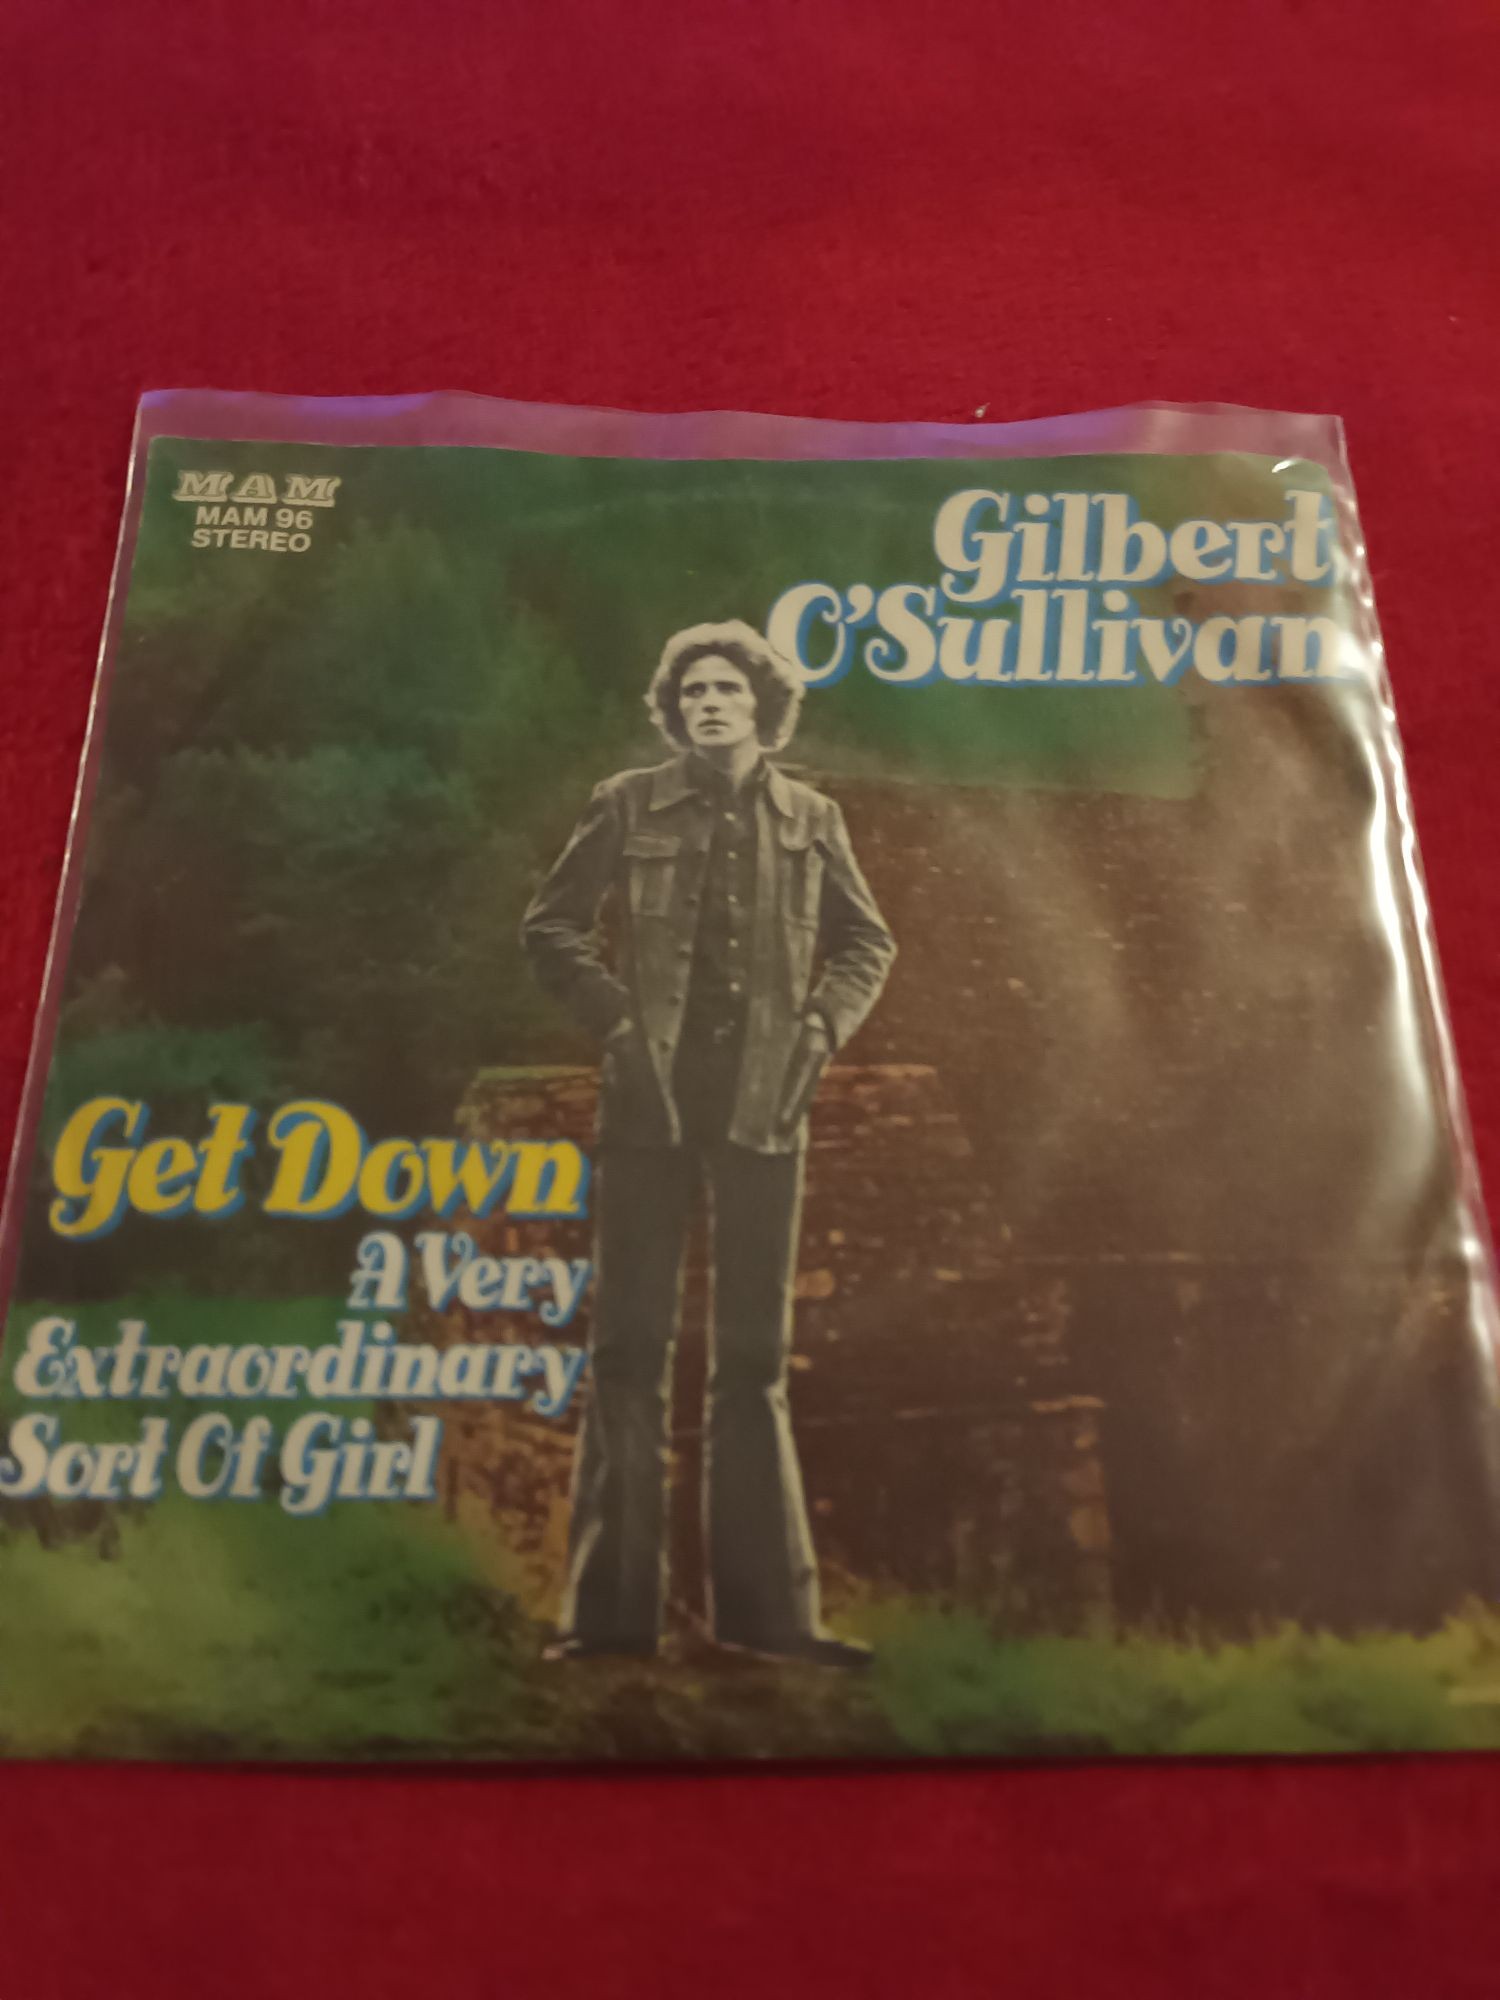 MAM
MAM 96
STEREO
Gilbert
O'Sullivan
Get Down
A Very
Extraordinary
Sort Of Girl